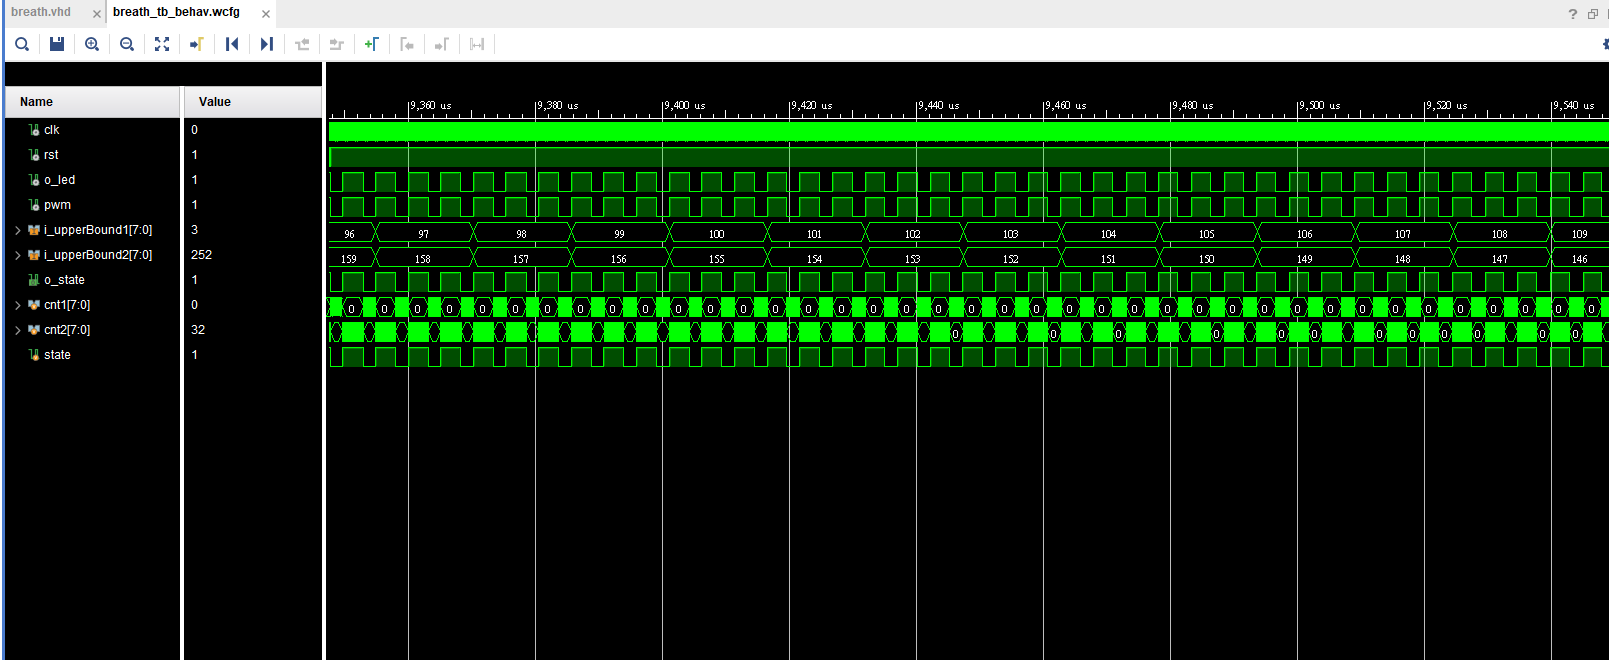 breath.vhd × breath_tb_behav.wcfg ×
?
Name Value
9,360 us 9,380 us 9,400 us 9,420 us 9,440 us 9,460 us 9,480 us 9,500 us 9,520 us 9,540 us
clk 0
rst 1
o_led 1
pwm 1
i_upperBound1[7:0] 3 96 97 98 99 100 101 102 103 104 105 106 107 108 109
i_upperBound2[7:0] 252 159 158 157 156 155 154 153 152 151 150 149 148 147 146
o_state 1
cnt1[7:0] 0 0 0 0 0 0 0 0 0 0 0 0 0 0 0 0 0 0 0 0 0 0 0 0 0 0 0 0 0 0 0 0 0 0 0 0 0 0 0 0
cnt2[7:0] 32 0 0 0 0 0 0 0 0 0 0 0 0
state 1